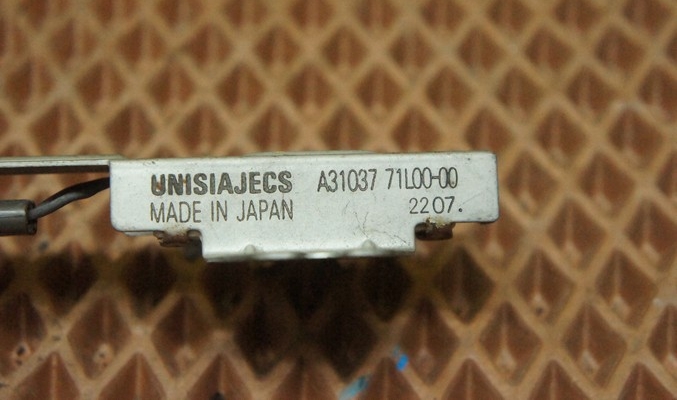 UNISIAJECS A31037 71L00-00
MADE IN JAPAN 2207.